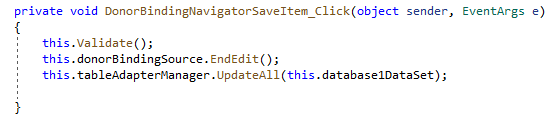 private void DonorBindingNavigatorSaveItem_Click(object sender, EventArgs e)
{
this.Validate();
this.donorBindingSource.EndEdit();
this.tableAdapterManager.UpdateAll(this.database1DataSet);
}